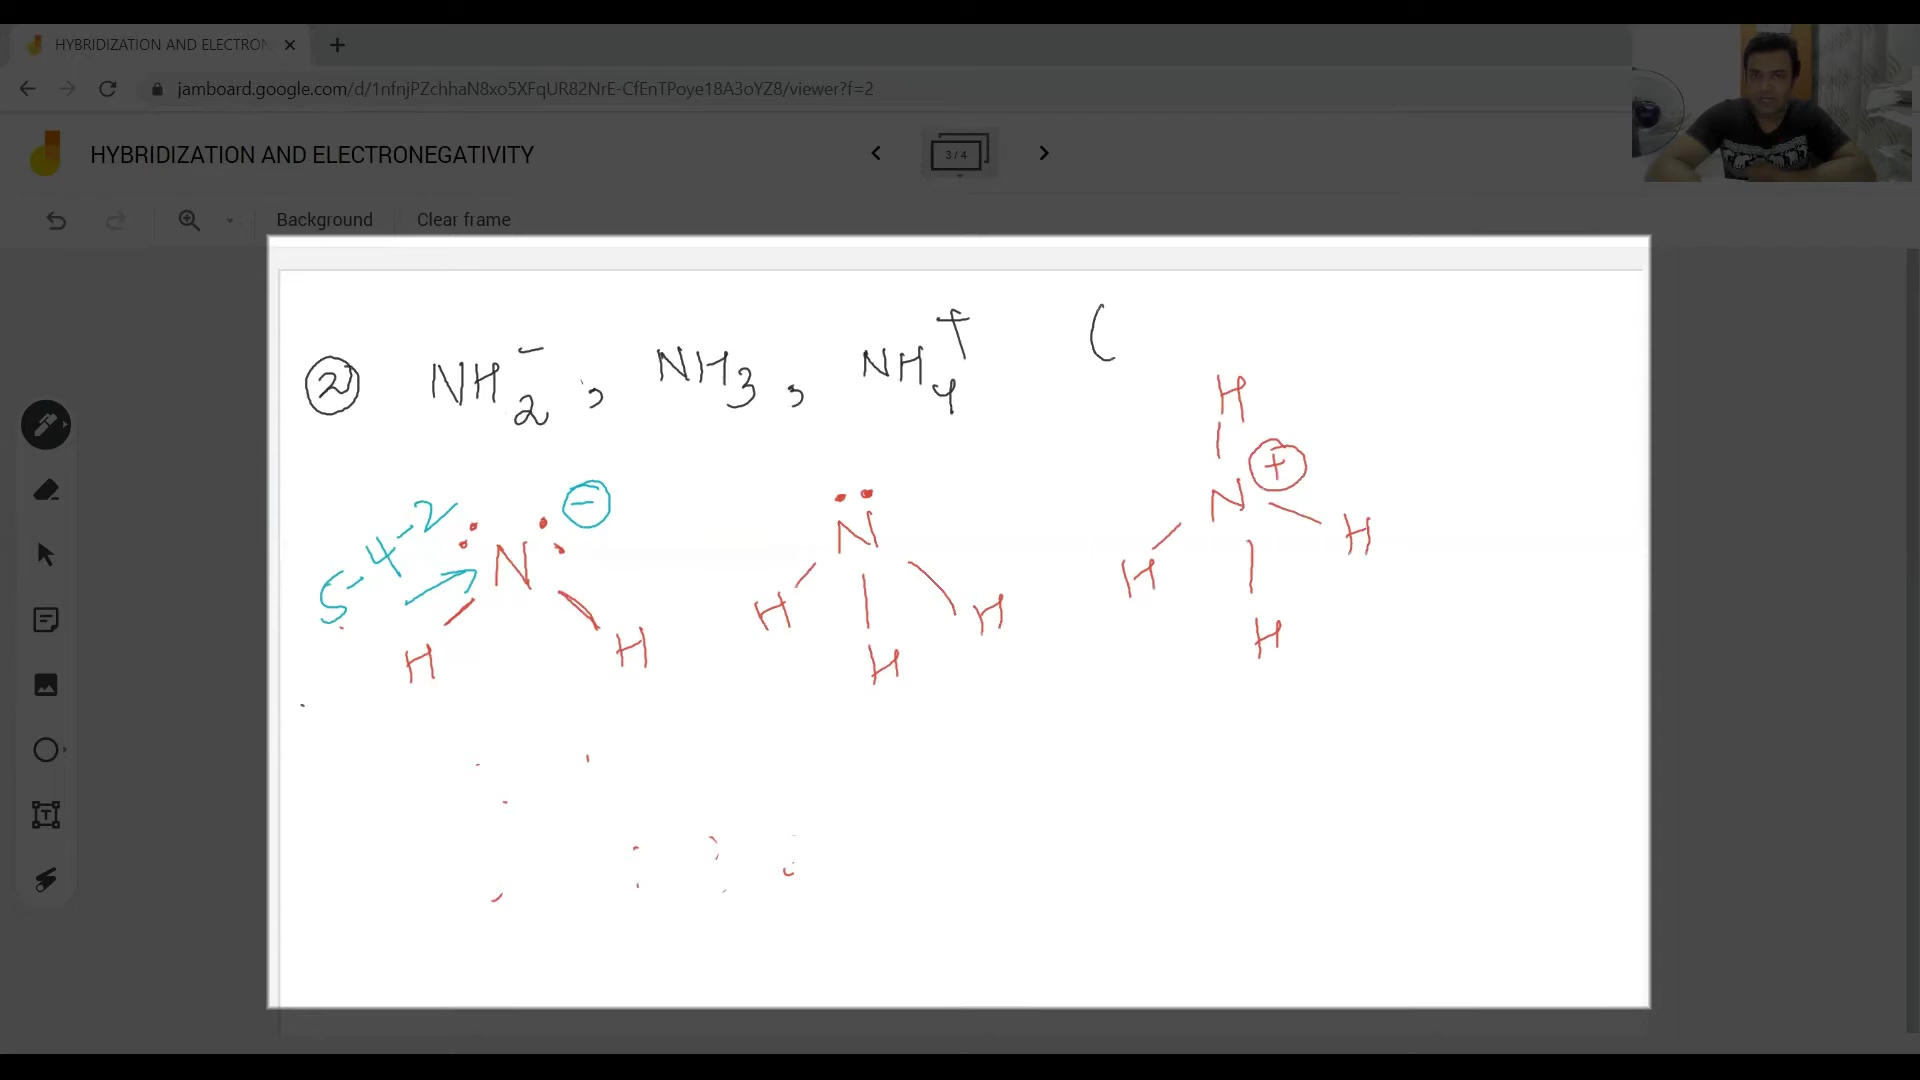 HYBRIDIZATION AND ELECTRON
jamboard.google.com/d/1nfnjPZchhaN8xo5XFqUR82NrE-CfEnTPoye18A3oYZ8/viewer?f=2
HYBRIDIZATION AND ELECTRONEGATIVITY
3 / 4
Background Clear frame
② NH₂⁻, NH₃, NH₄⁺ (
H
5-4-2 N ⊖ N N ⊕
H H H H H H H
H